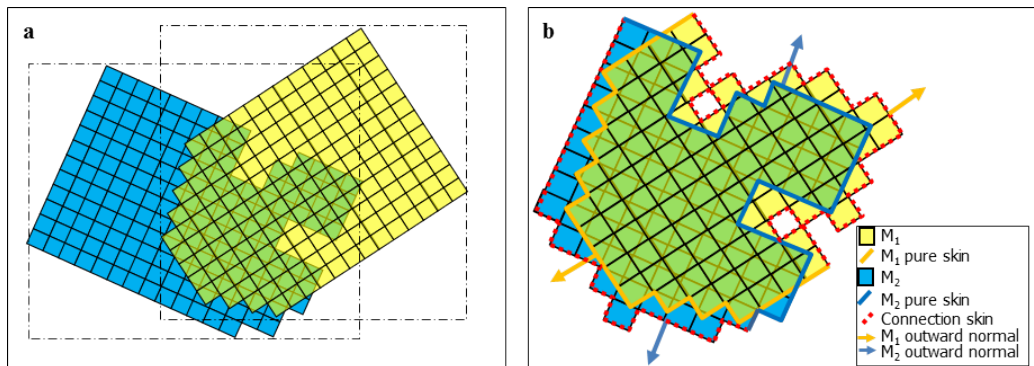 a
b
M₁
M₁ pure skin
M₂
M₂ pure skin
Connection skin
M₁ outward normal
M₂ outward normal